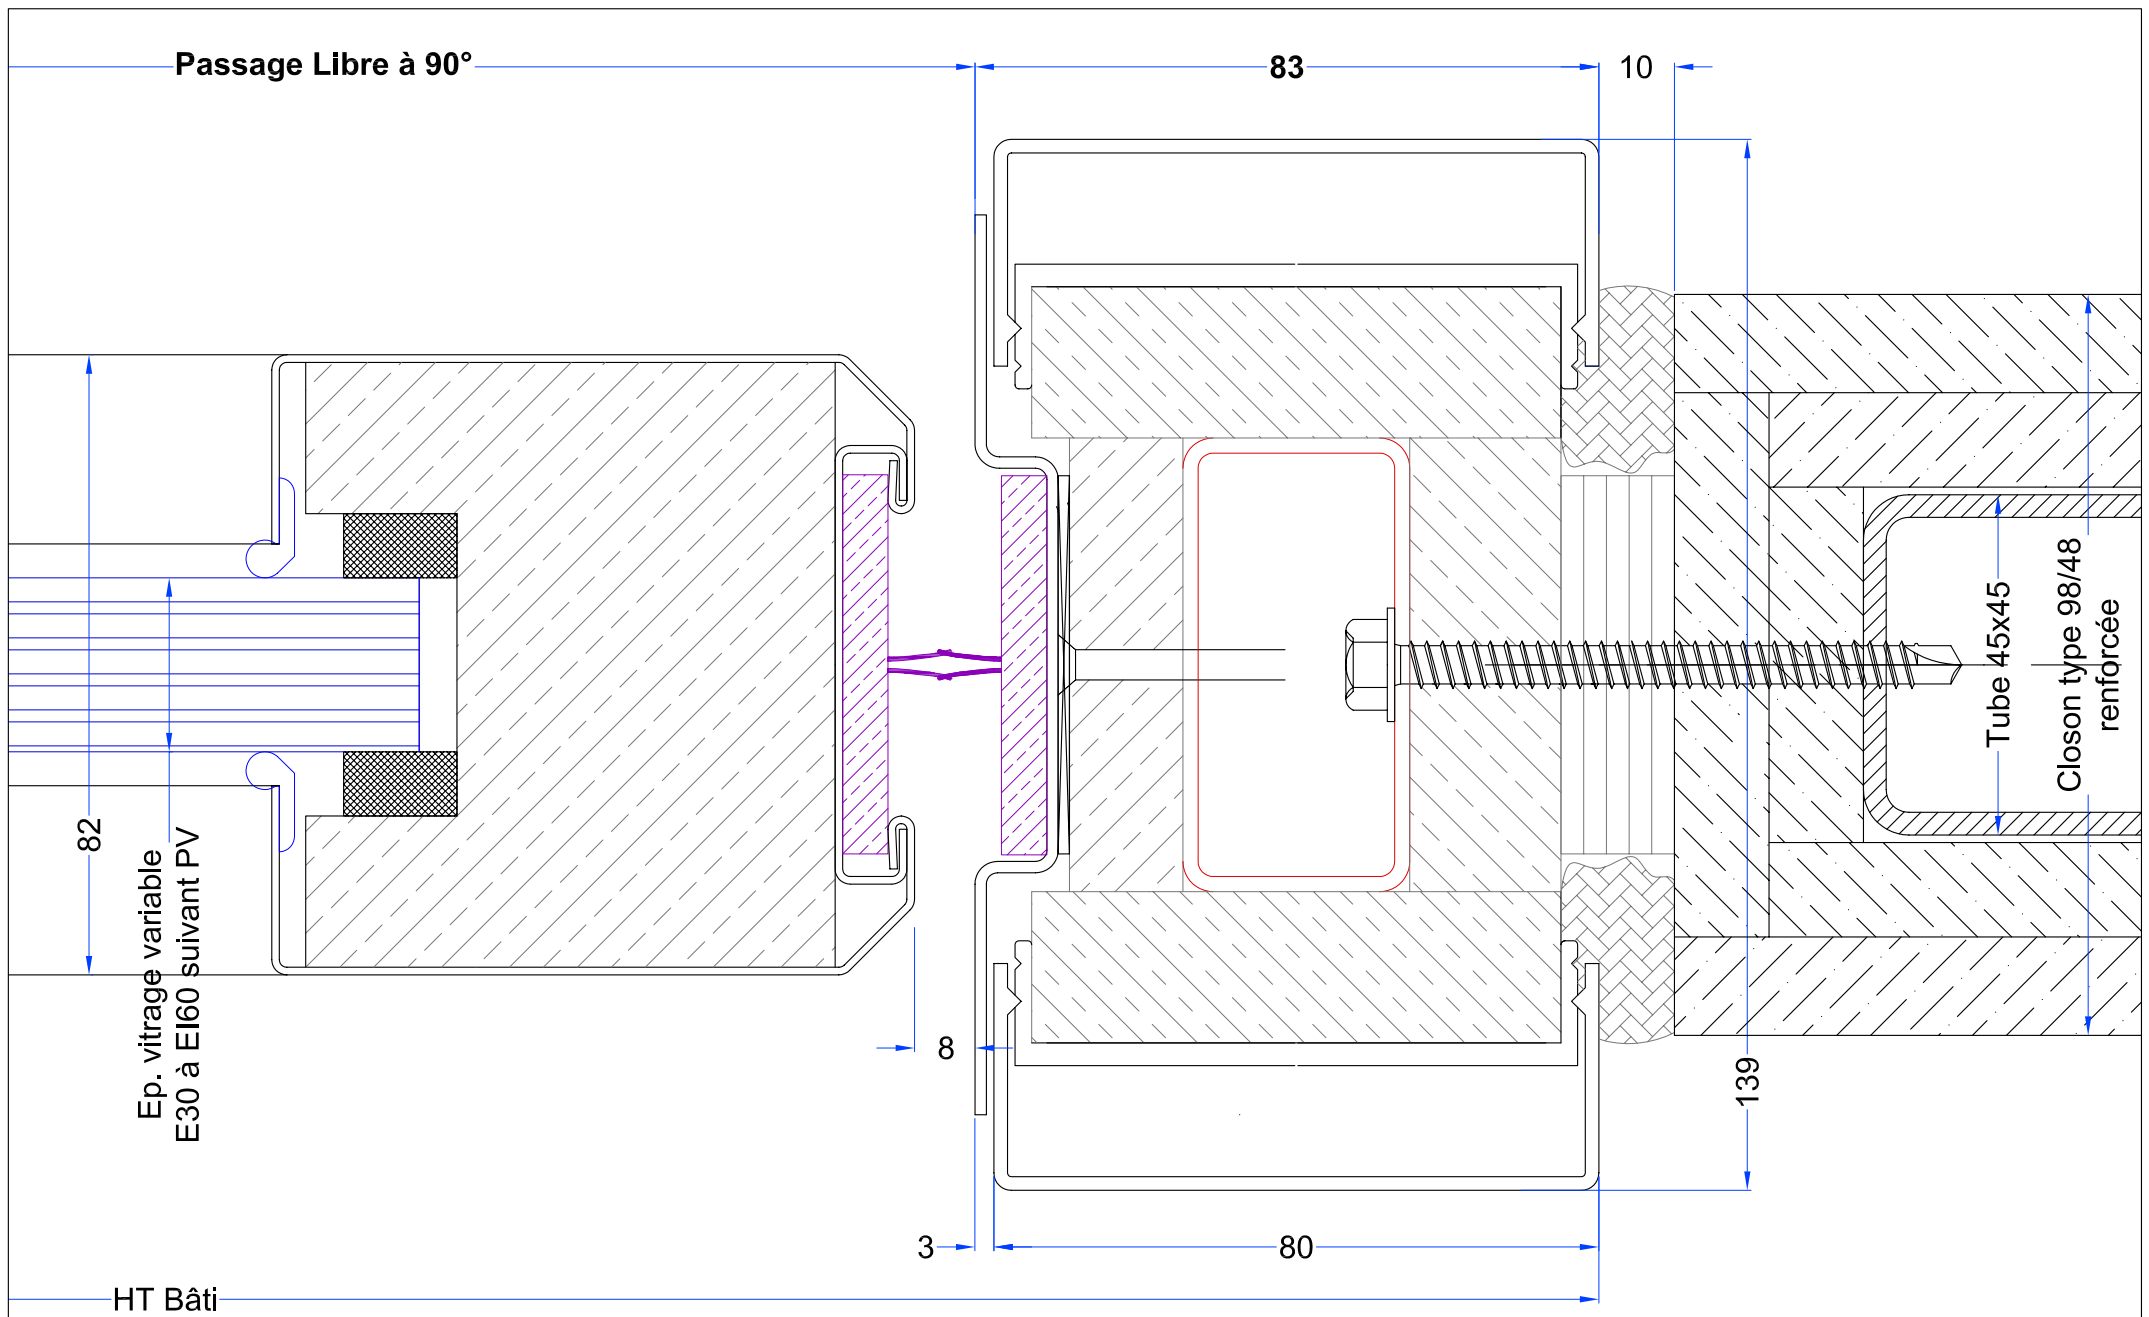 Passage Libre à 90°
83
10
82
Ep. vitrage variable
E30 à EI60 suivant PV
8
139
Tube 45x45
Closon type 98/48
renforcée
3
80
HT Bâti